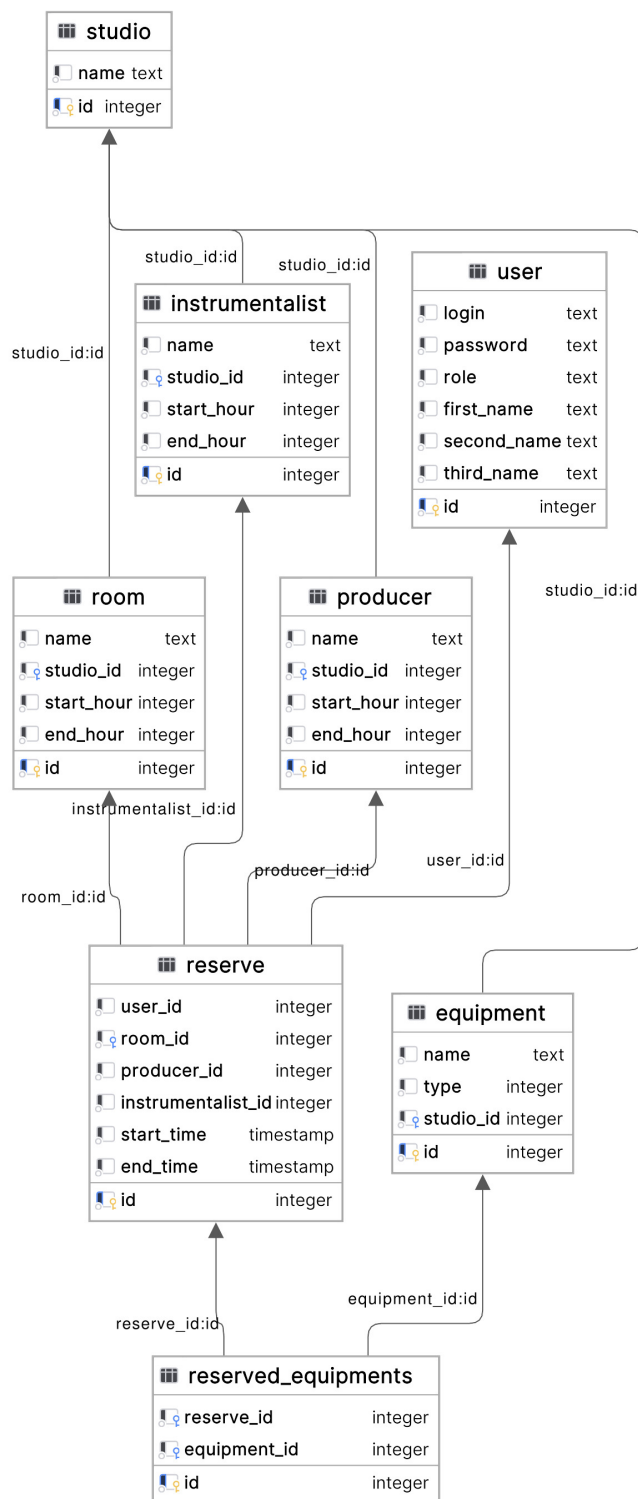 studio
name text
id integer
studio_id:id
studio_id:id
studio_id:id
instrumentalist
name text
studio_id integer
start_hour integer
end_hour integer
id integer
user
login text
password text
role text
first_name text
second_name text
third_name text
id integer
studio_id:id
room
name text
studio_id integer
start_hour integer
end_hour integer
id integer
producer
name text
studio_id integer
start_hour integer
end_hour integer
id integer
instrumentalist_id:id
producer_id:id
user_id:id
room_id:id
reserve
user_id integer
room_id integer
producer_id integer
instrumentalist_id integer
start_time timestamp
end_time timestamp
id integer
equipment
name text
type integer
studio_id integer
id integer
equipment_id:id
reserve_id:id
reserved_equipments
reserve_id integer
equipment_id integer
id integer